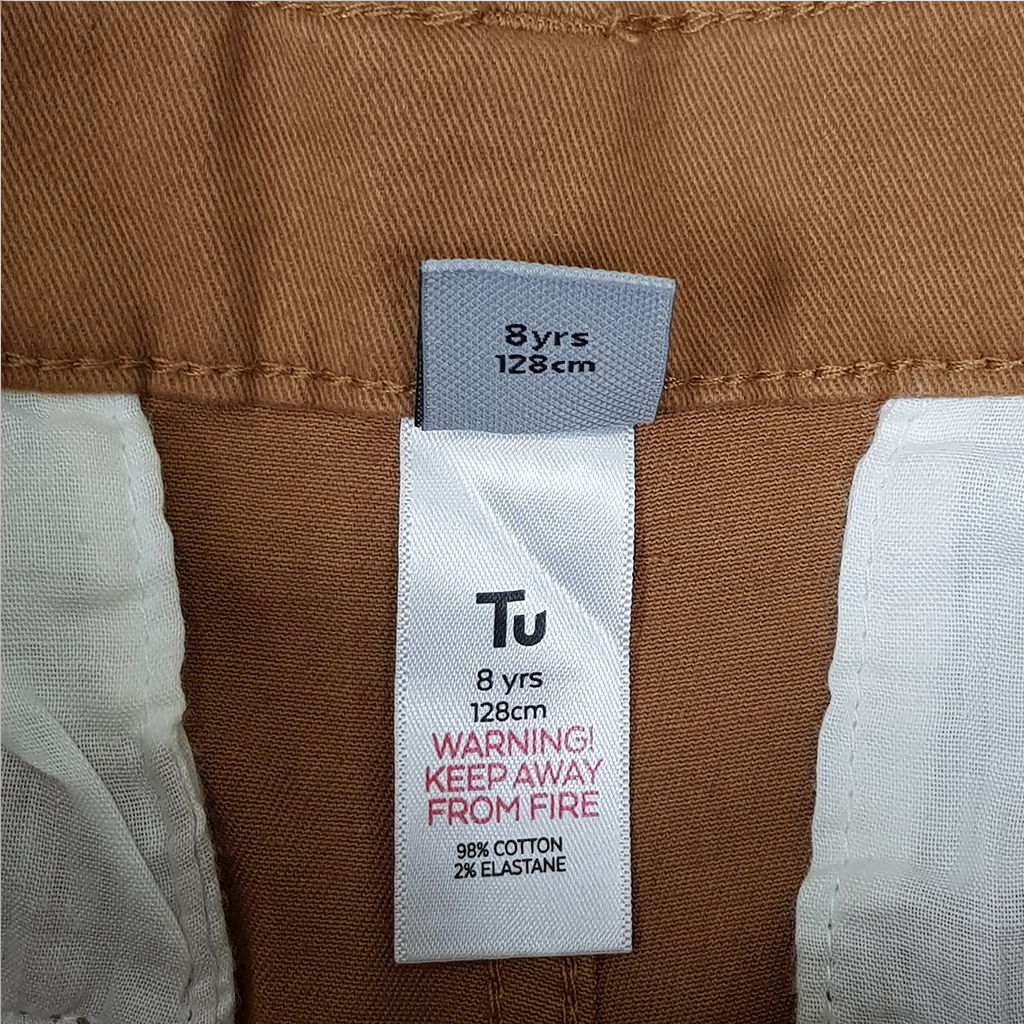 8yrs
128cm
Tu
8 yrs
128cm
WARNING!
KEEP AWAY
FROM FIRE
98% COTTON
2% ELASTANE